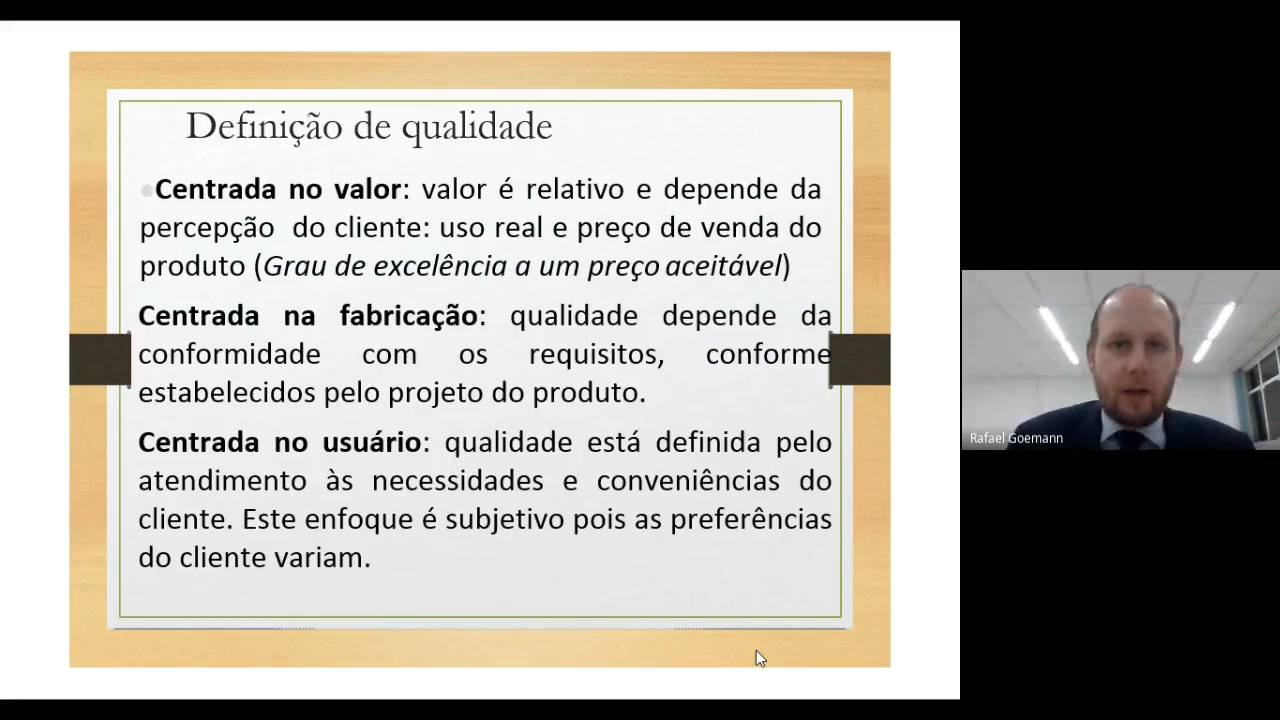 Definição de qualidade
Centrada no valor: valor é relativo e depende da
percepção do cliente: uso real e preço de venda do
produto (Grau de excelência a um preço aceitável)
Centrada na fabricação: qualidade depende da
conformidade com os requisitos, conforme
estabelecidos pelo projeto do produto.
Centrada no usuário: qualidade está definida pelo
atendimento às necessidades e conveniências do
cliente. Este enfoque é subjetivo pois as preferências
do cliente variam.
Rafael Goemann